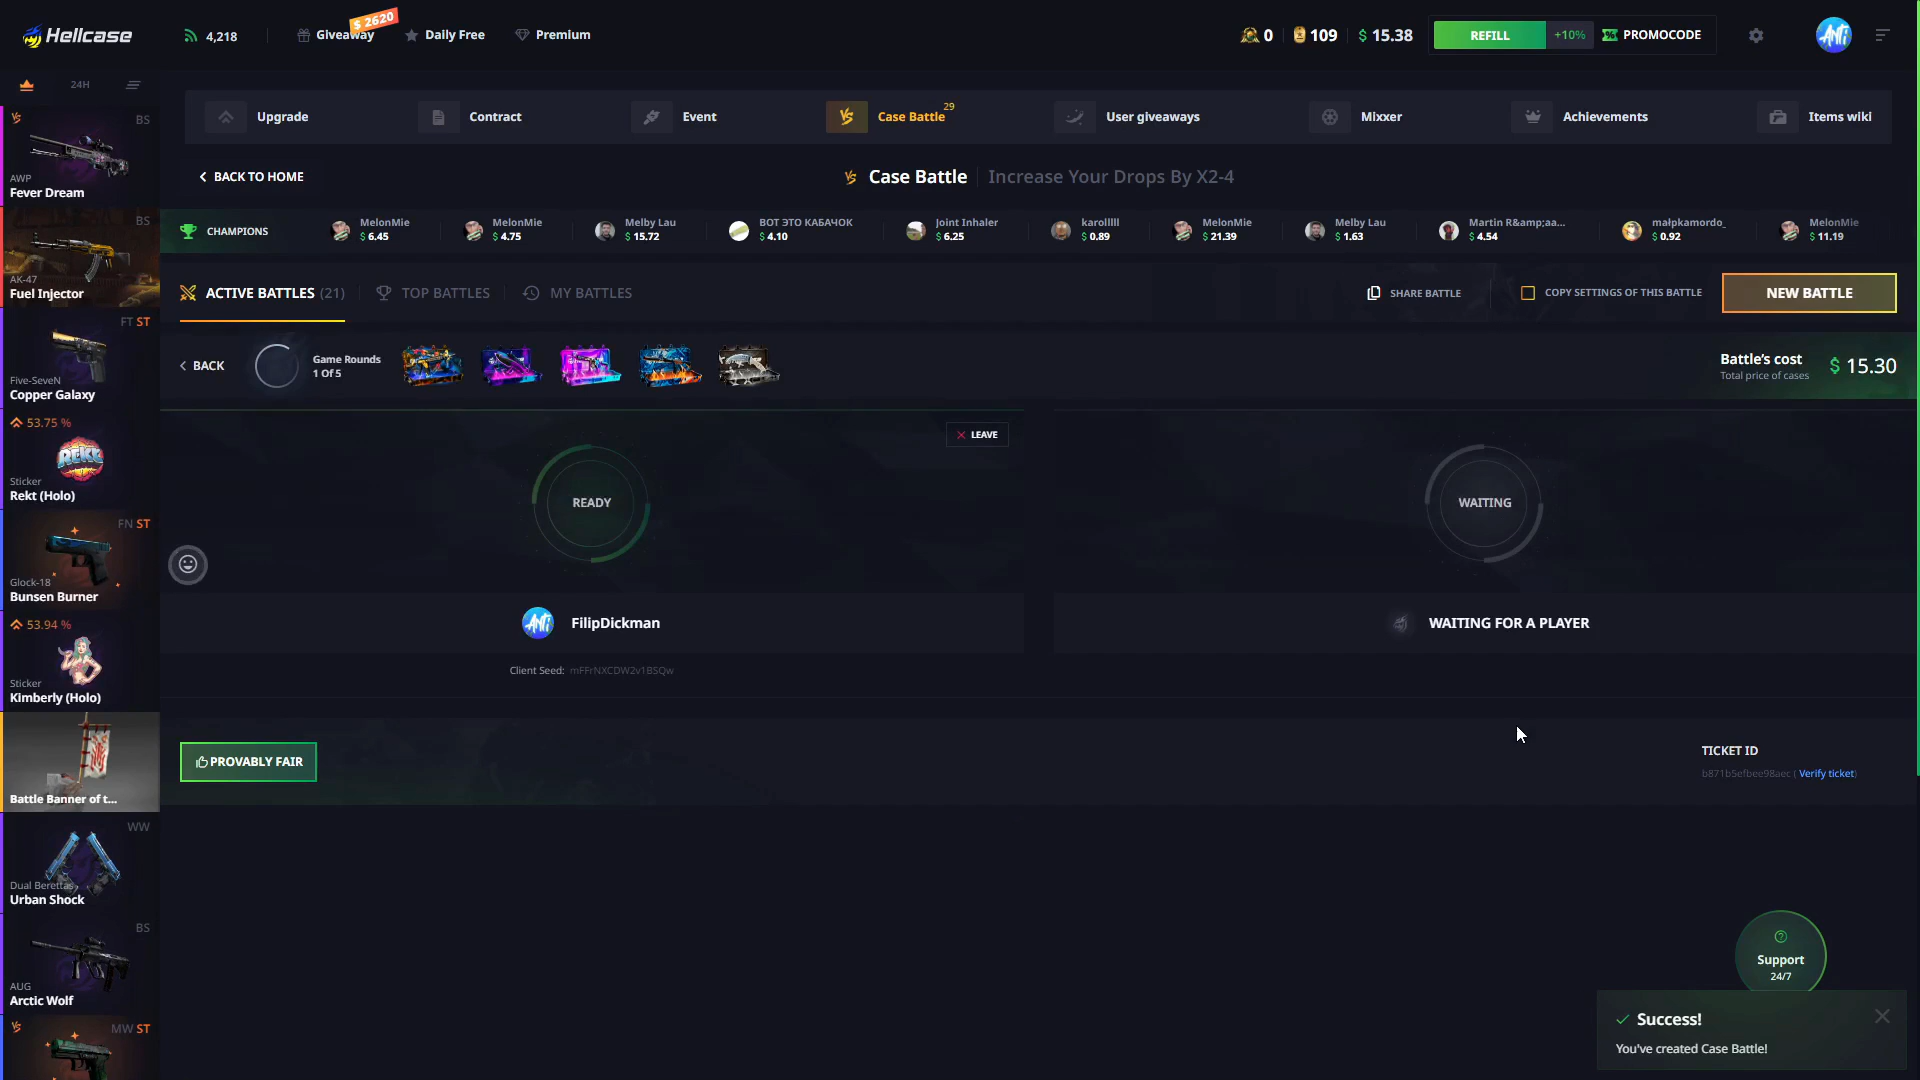 Hellcase
4,218
Giveaway
$ 2620
Daily Free
Premium
0
109
$ 15.38
REFILL
+10%
PROMOCODE
ANTi
24H
Upgrade
Contract
Event
Case Battle
29
User giveaways
Mixxer
Achievements
Items wiki
BACK TO HOME
Case Battle
Increase Your Drops By X2-4
CHAMPIONS
MelonMie
$ 6.45
MelonMie
$ 4.75
Melby Lau
$ 15.72
ВОТ ЭТО КАБАЧОК
$ 4.10
Joint Inhaler
$ 6.25
karolllll
$ 0.89
MelonMie
$ 21.39
Melby Lau
$ 1.63
Martin R&amp;aa...
$ 4.54
małpkamordo_
$ 0.92
MelonMie
$ 11.19
ACTIVE BATTLES (21)
TOP BATTLES
MY BATTLES
SHARE BATTLE
COPY SETTINGS OF THIS BATTLE
NEW BATTLE
BACK
Game Rounds
1 Of 5
Battle's cost
Total price of cases
$ 15.30
LEAVE
READY
WAITING
ANTi
FilipDickman
WAITING FOR A PLAYER
Client Seed: mFFrNXCDW2v1BSQw
PROVABLY FAIR
TICKET ID
b871b5efbee98aec ( Verify ticket)
Support
24/7
Success!
You've created Case Battle!
BS
AWP
Fever Dream
BS
AK-47
Fuel Injector
FT ST
Five-SeveN
Copper Galaxy
53.75 %
REKT
Sticker
Rekt (Holo)
FN ST
Glock-18
Bunsen Burner
53.94 %
Sticker
Kimberly (Holo)
Battle Banner of t...
WW
Dual Berettas
Urban Shock
BS
AUG
Arctic Wolf
MW ST